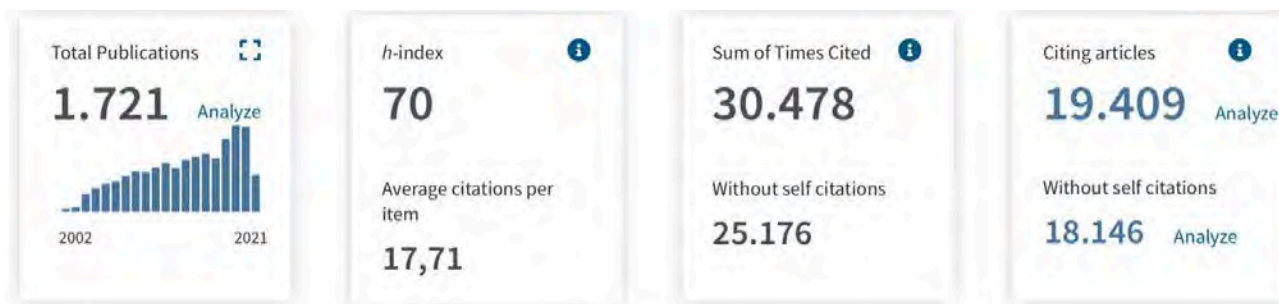 Total Publications
1.721 Analyze
2002 2021
h-index
70
Average citations per
item
17,71
Sum of Times Cited
30.478
Without self citations
25.176
Citing articles
19.409 Analyze
Without self citations
18.146 Analyze